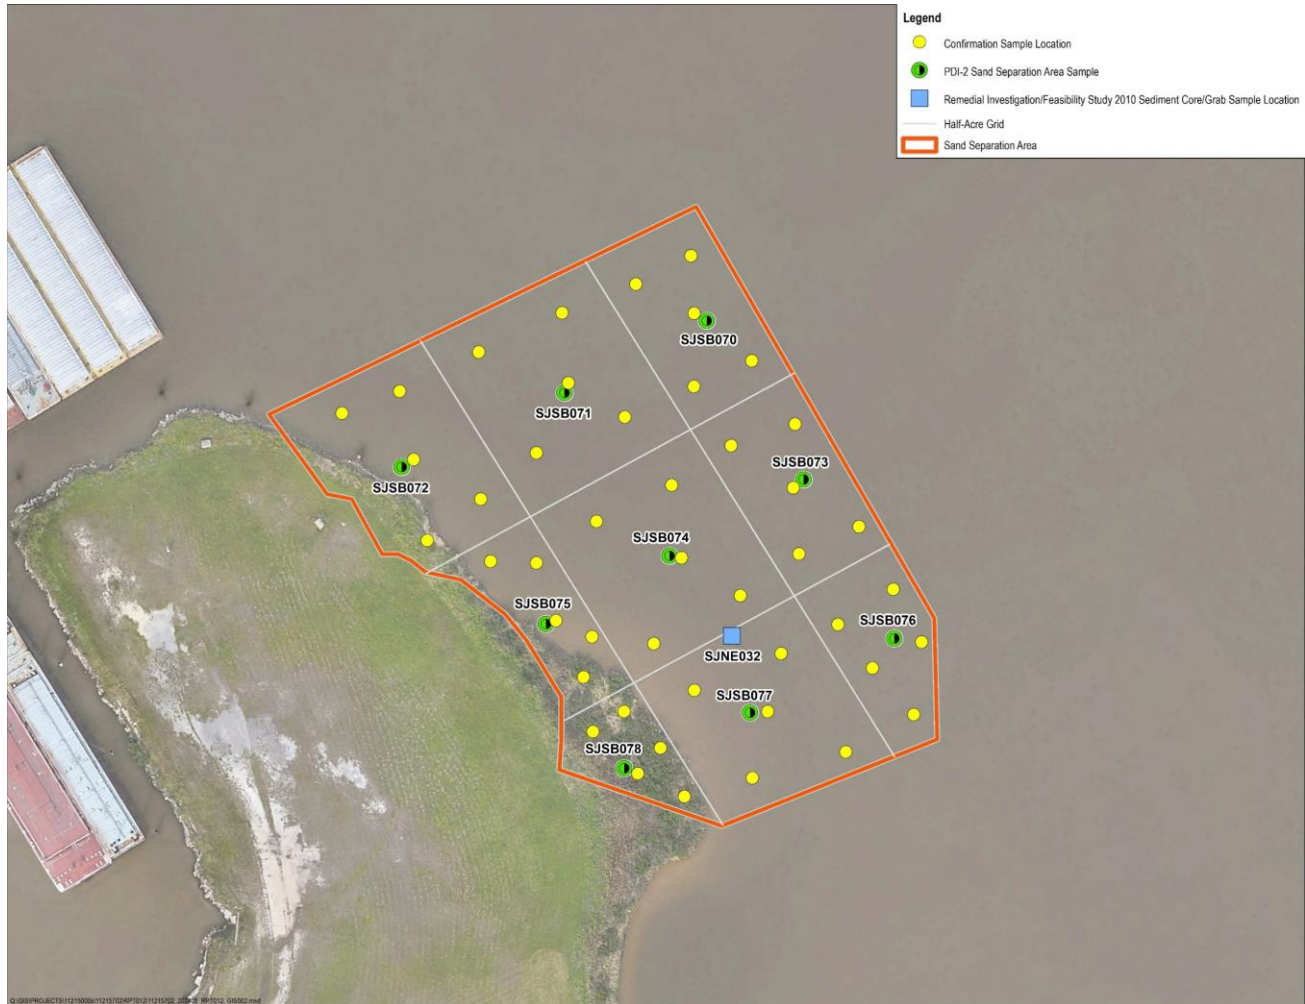 Legend
Confirmation Sample Location
PDI-2 Sand Separation Area Sample
Remedial Investigation/Feasibility Study 2010 Sediment Core/Grab Sample Location
Half-Acre Grid
Sand Separation Area
SJSB070
SJSB071
SJSB073
SJSB072
SJSB074
SJSB075
SJSB076
SJNE032
SJSB077
SJSB078